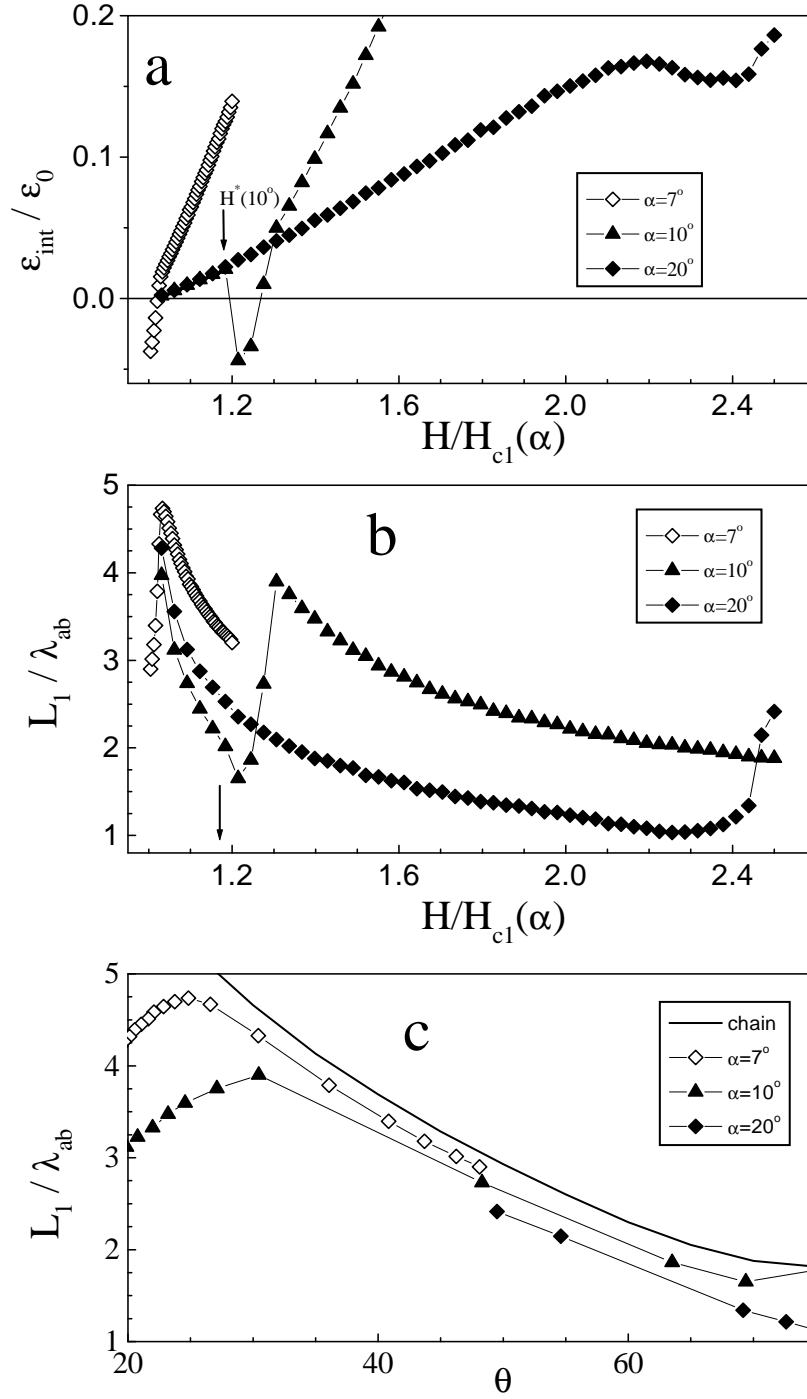 a
0.2
0.1
0.0
ε_int / ε_0
H*(10°)
α=7°
α=10°
α=20°
1.2
1.6
2.0
2.4
H/H_c1(α)
b
5
4
3
2
1
L_1 / λ_ab
α=7°
α=10°
α=20°
1.2
1.6
2.0
2.4
H/H_c1(α)
c
5
4
3
2
1
L_1 / λ_ab
chain
α=7°
α=10°
α=20°
20
40
60
θ